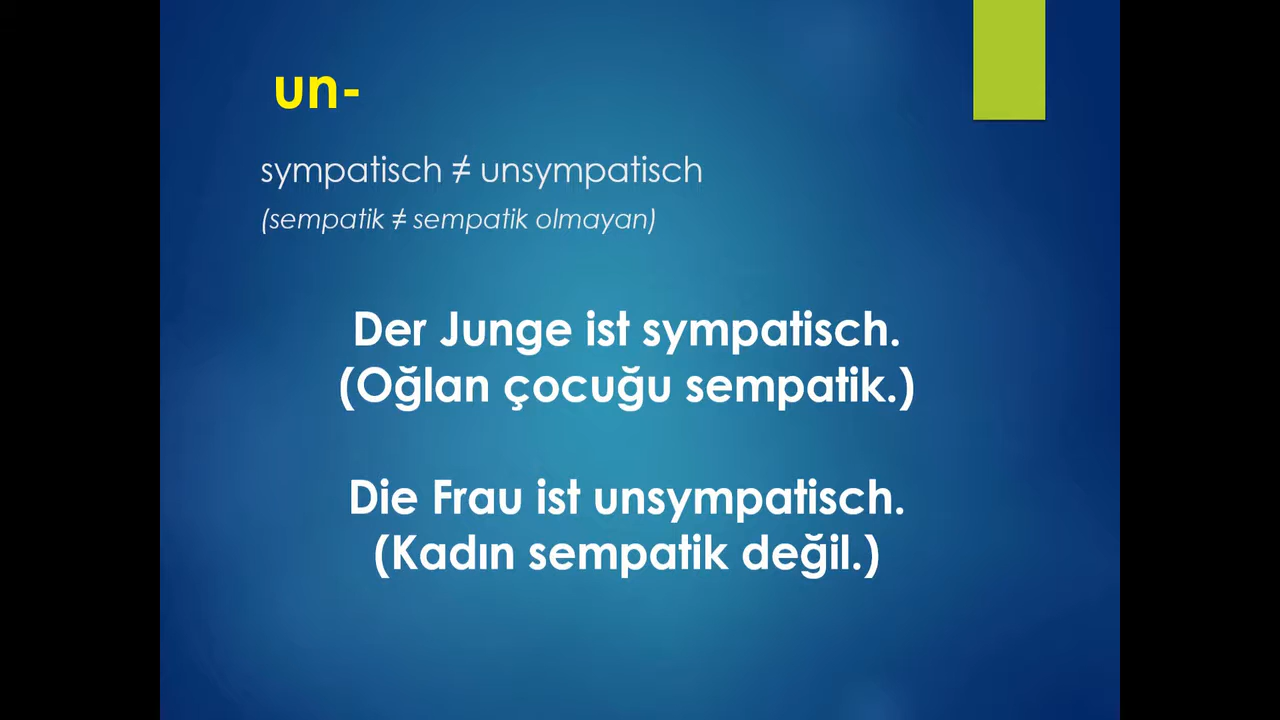 un-
sympatisch ≠ unsympatisch
(sempatik ≠ sempatik olmayan)
Der Junge ist sympatisch.
(Oğlan çocuğu sempatik.)
Die Frau ist unsympatisch.
(Kadın sempatik değil.)